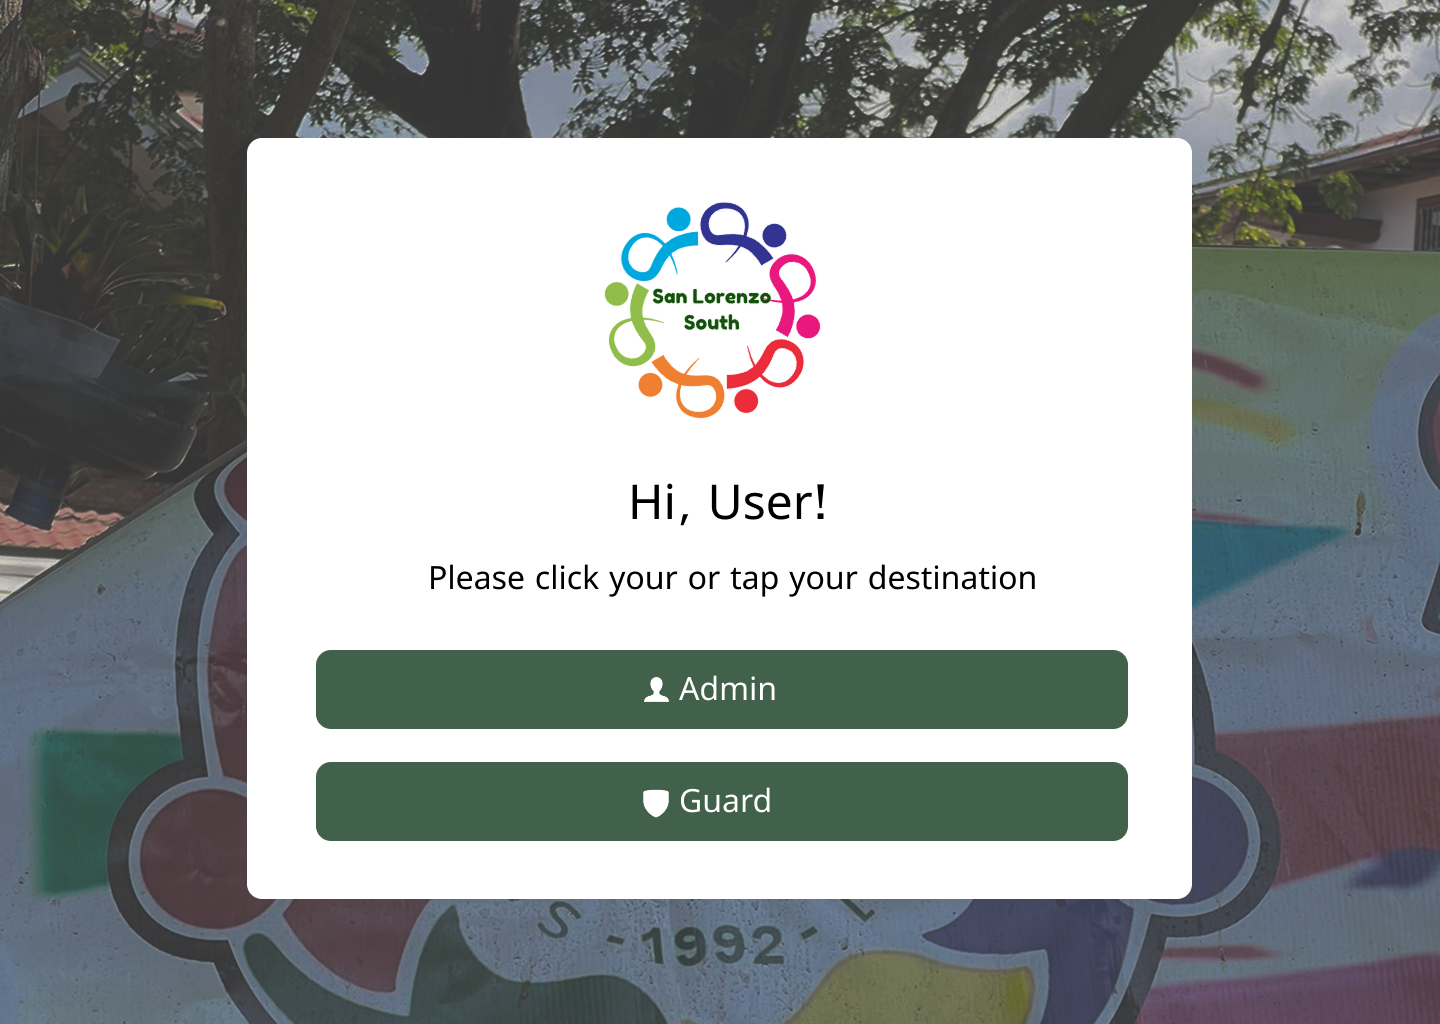 San Lorenzo
South
Hi, User!
Please click your or tap your destination
Admin
Guard
S - 1992 - L